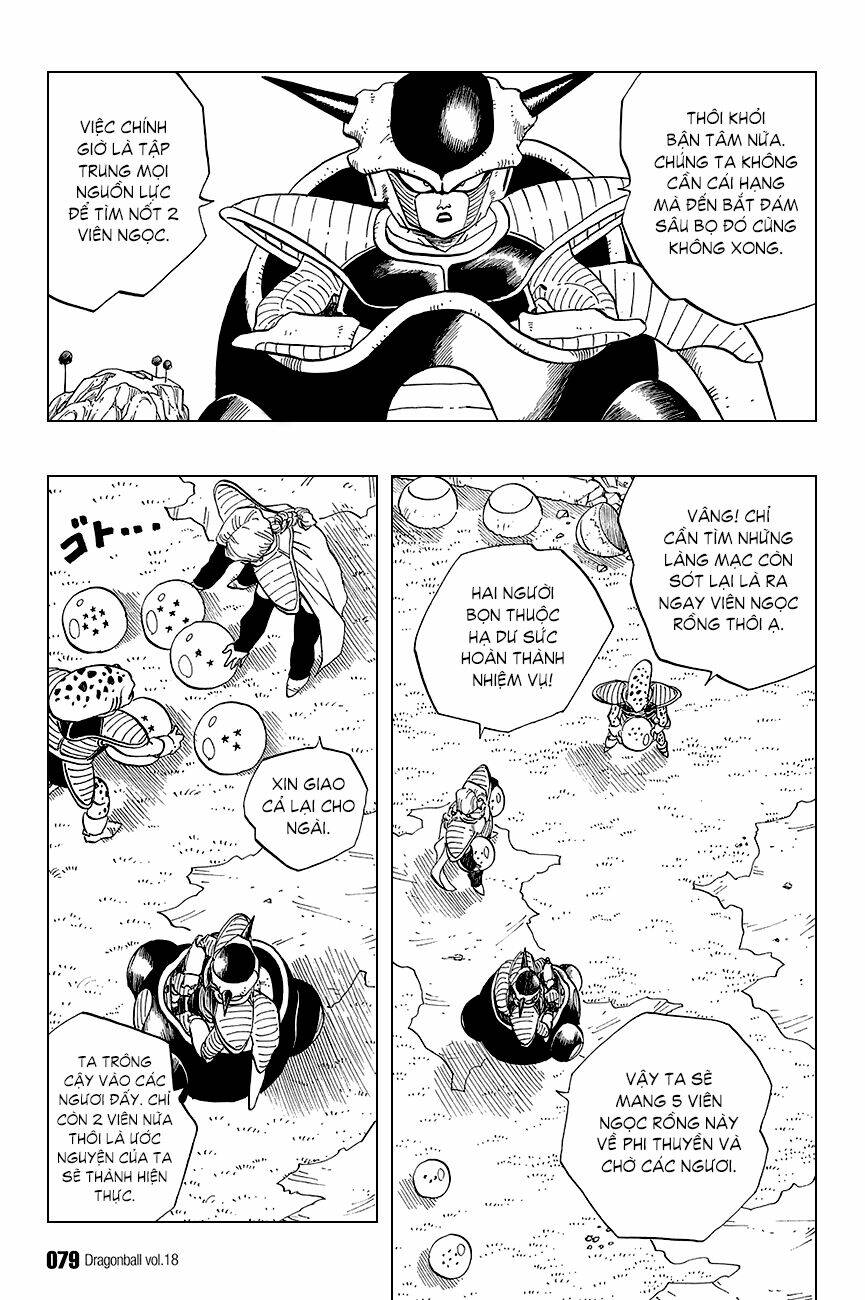 THÔI KHỎI
BẬN TÂM NỮA.
CHÚNG TA KHÔNG
CẦN CÁI HẠNG
MÀ ĐẾN BẮT ĐÁM
SÂU BỌ ĐÓ CŨNG
KHÔNG XONG.
VIỆC CHÍNH
GIỜ LÀ TẬP
TRUNG MỌI
NGUỒN LỰC
ĐỂ TÌM NỐT 2
VIÊN NGỌC.
VÂNG! CHỈ
CẦN TÌM NHỮNG
LÀNG MẠC CÒN
SÓT LẠI LÀ RA
NGAY VIÊN NGỌC
RỒNG THÔI Ạ.
HAI NGƯỜI
BỌN THUỘC
HẠ DƯ SỨC
HOÀN THÀNH
NHIỆM VỤ!
VẬY TA SẼ
MANG 5 VIÊN
NGỌC RỒNG NÀY
VỀ PHI THUYỀN VÀ
CHỜ CÁC NGƯƠI.
ゴト・・・
XIN GIAO
CẢ LẠI CHO
NGÀI.
TA TRÔNG
CẬY VÀO CÁC
NGƯƠI ĐẤY. CHỈ
CÒN 2 VIÊN NỮA
THÔI LÀ ƯỚC
NGUYỆN CỦA TA
SẼ THÀNH HIỆN
THỰC.
079 Dragonball vol.18